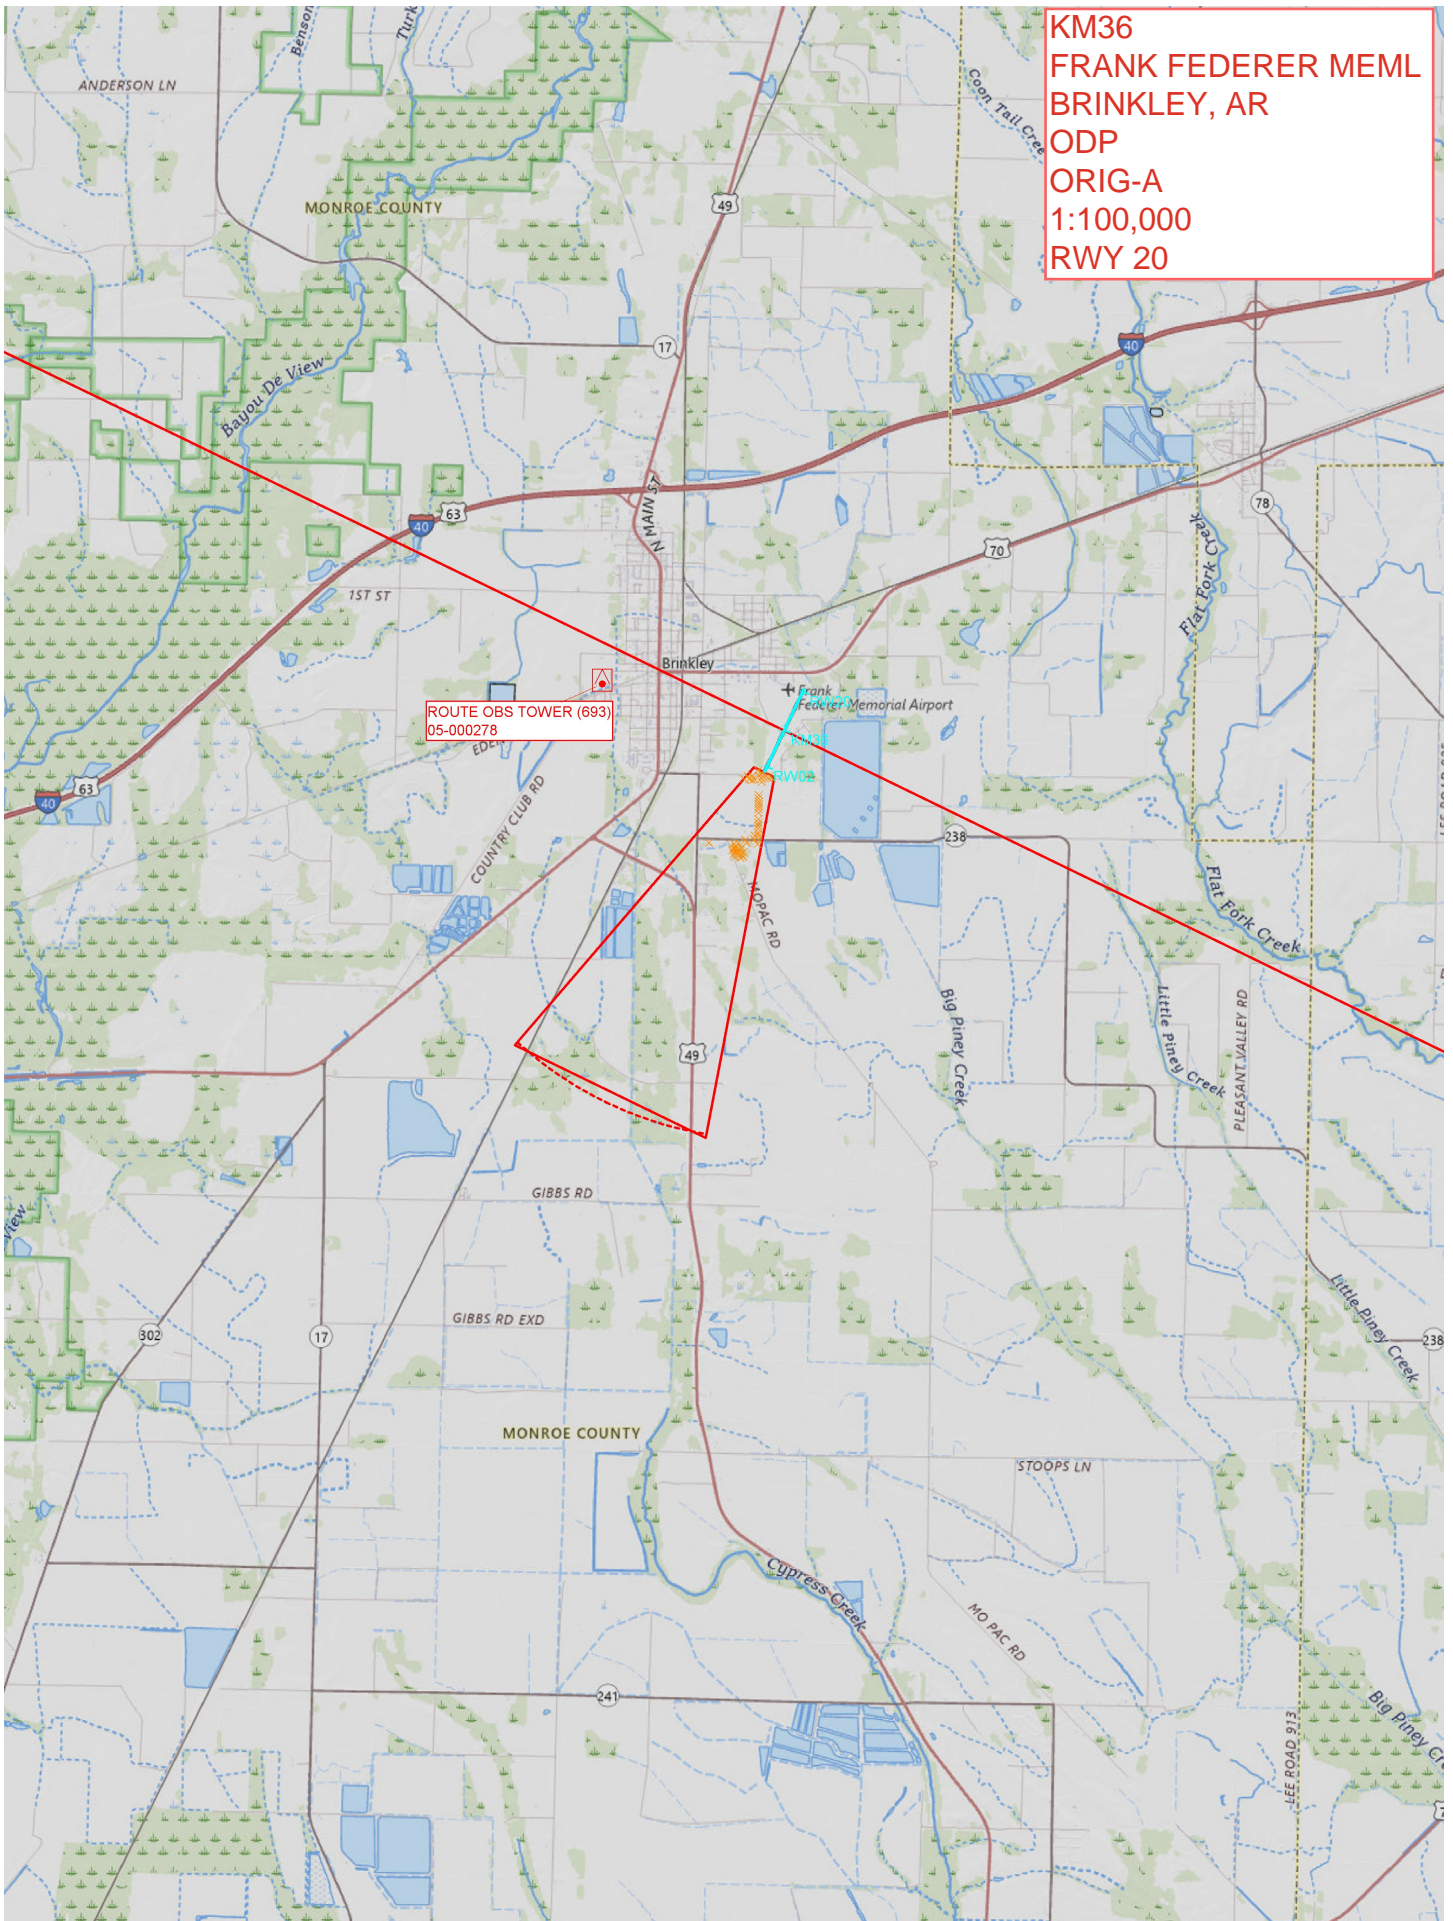 KM36
FRANK FEDERER MEML
BRINKLEY, AR
ODP
ORIG-A
1:100,000
RWY 20
Benson
Turk
ANDERSON LN
Coon Tail Cree
MONROE COUNTY
49
17
40
Bayou De View
63
40
N MAIN ST
78
70
Flat Fork Creek
1ST ST
Brinkley
Frank
Federer Memorial Airport
ROUTE OBS TOWER (693)
05-000278
KM36
RW02
63
40
COUNTRY CLUB RD
238
MOPAC RD
Flat Fork Creek
Big Piney Creek
Little Piney Creek
PLEASANT VALLEY RD
49
GIBBS RD
View
GIBBS RD EXD
302
17
Little Piney Creek
238
MONROE COUNTY
STOOPS LN
Cypress Creek
MO PAC RD
241
LEE ROAD 913
Big Piney Cre